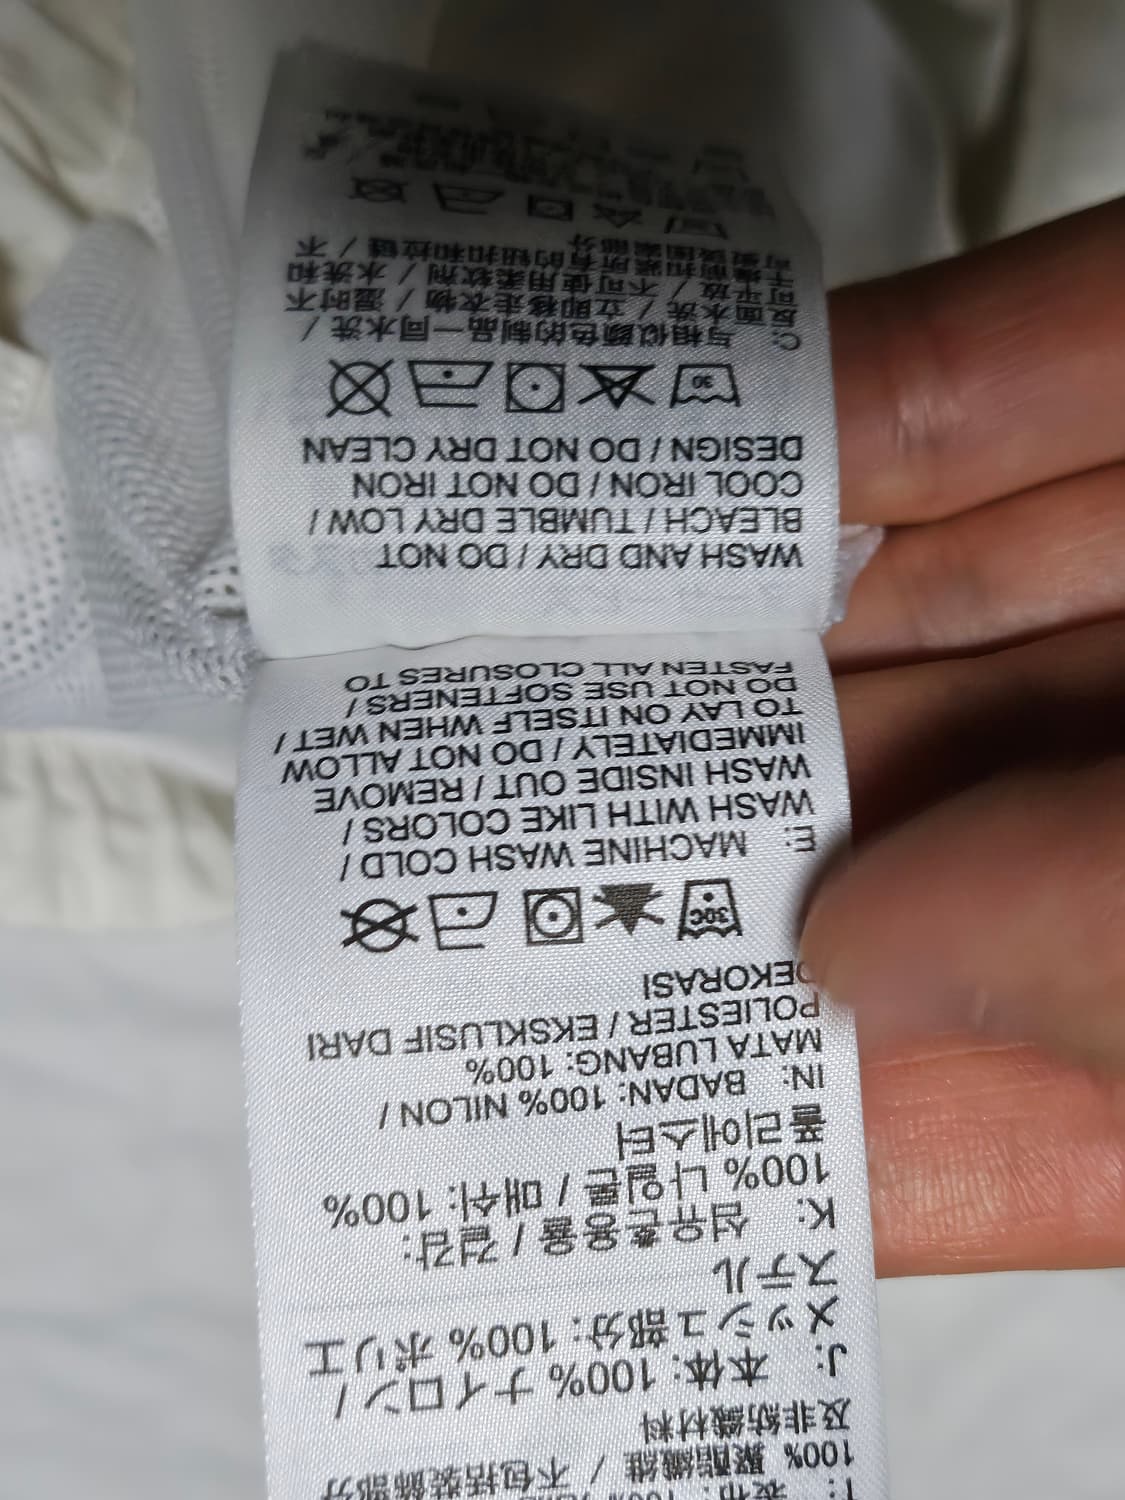 100% 聚酯纖維 / 不包括裝飾部分
及非紡織材料
J: 本体: 100% ナイロン /
メッシュ部分: 100% ポリエ
ステル
K: 섬유혼용율 / 겉감:
100% 나일론 / 매쉬: 100%
폴리에스터
IN: BADAN: 100% NILON /
MATA LUBANG: 100%
POLIESTER / EKSKLUSIF DARI
DEKORASI
30C
E: MACHINE WASH COLD /
WASH WITH LIKE COLORS /
WASH INSIDE OUT / REMOVE
IMMEDIATELY / DO NOT ALLOW
TO LAY ON ITSELF WHEN WET /
DO NOT USE SOFTENERS /
FASTEN ALL CLOSURES TO
WASH AND DRY / DO NOT
BLEACH / TUMBLE DRY LOW /
COOL IRON / DO NOT IRON
DESIGN / DO NOT DRY CLEAN
30
C: 与相似颜色的制品一同水洗 /
反面水洗 / 立即移走衣物 / 湿时不
可平放 / 不可使用柔软剂 / 水洗和
干燥前扣紧所有的钮扣和拉链 / 不
可熨饰部分